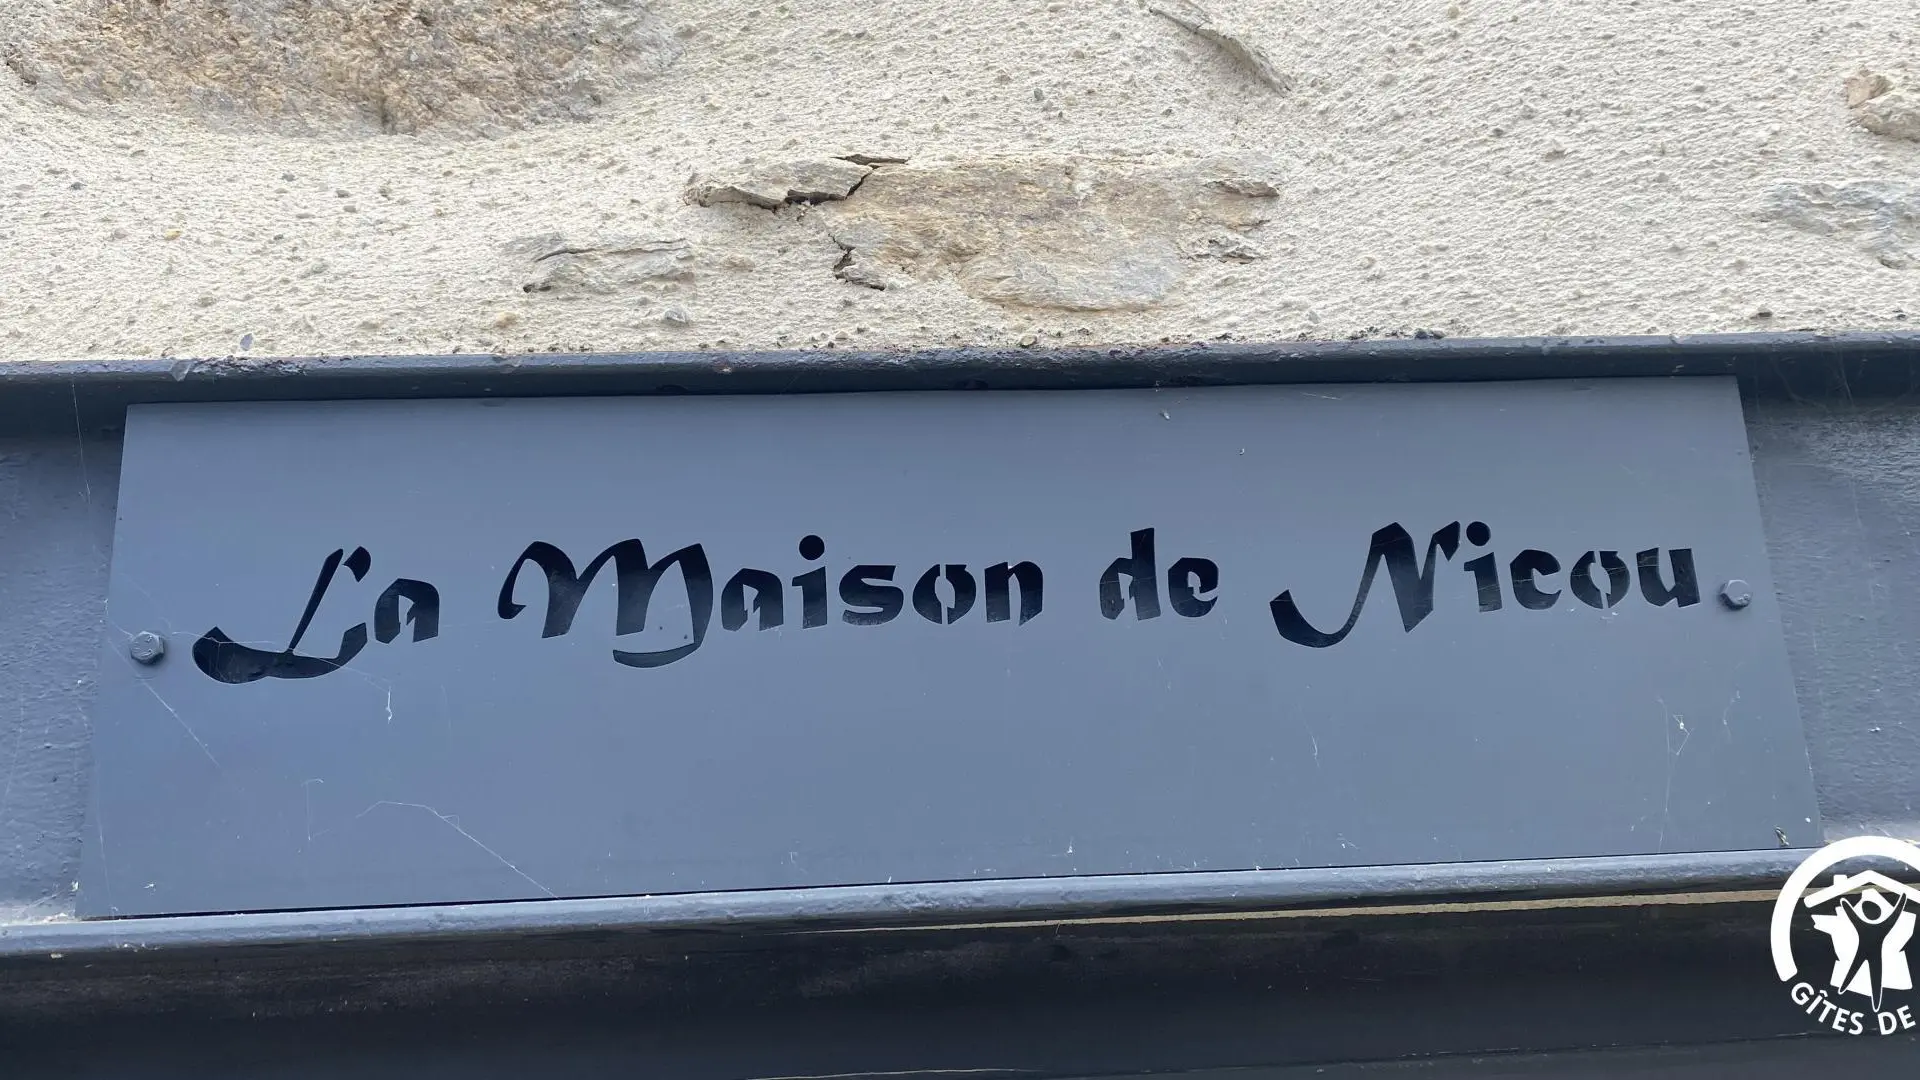 La Maison de Nicou
GÎTES DE